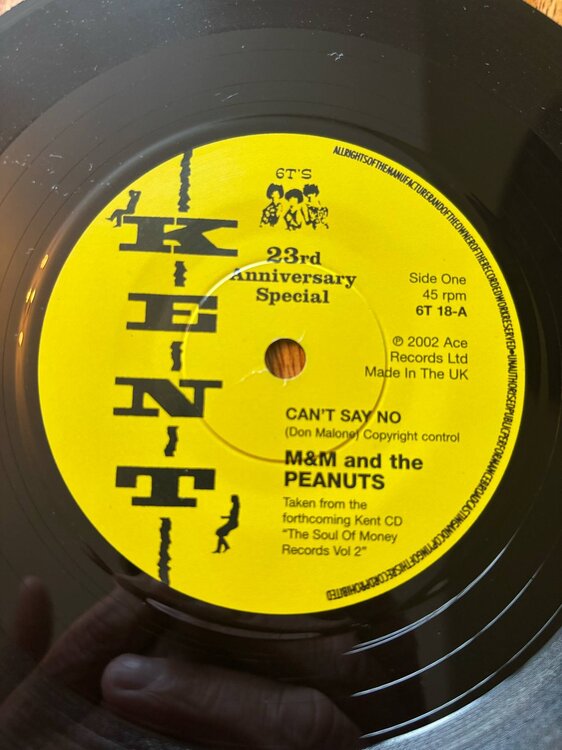 ALLRIGHTSOFTHEMANUFACTURERANDOFTHEOWNEROFTHERECORDEDWORKRESERVED•UNAUTHORISEDPUBLICPERFORMANCEBROADCASTINGANDCOPYINGOFTHISRECORDPROHIBITED
6T'S
KENT
23rd
Anniversary
Special
Side One
45 rpm
6T 18-A
℗ 2002 Ace
Records Ltd
Made In The UK
CAN'T SAY NO
(Don Malone) Copyright control
M&M and the
PEANUTS
Taken from the
forthcoming Kent CD
"The Soul Of Money
Records Vol 2"